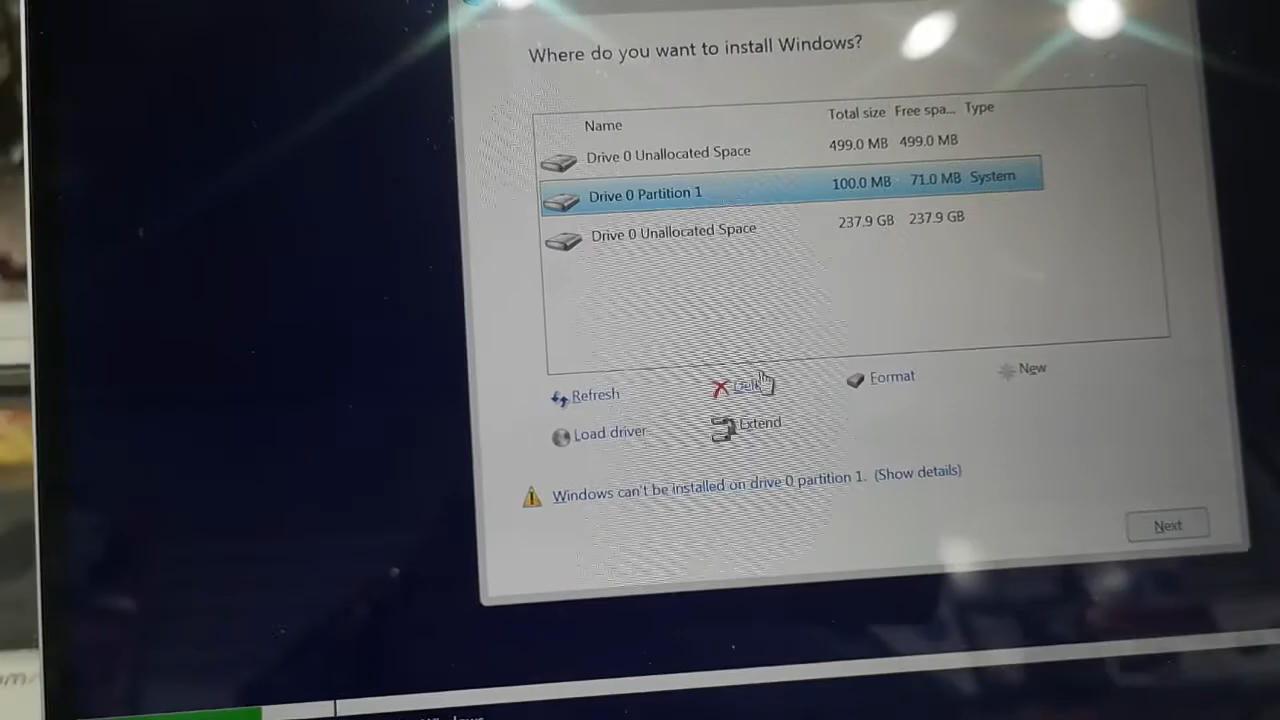 Where do you want to install Windows?
Name Total size Free spa... Type
Drive 0 Unallocated Space 499.0 MB 499.0 MB
Drive 0 Partition 1 100.0 MB 71.0 MB System
Drive 0 Unallocated Space 237.9 GB 237.9 GB
Refresh Format New
Load driver Extend
Windows can't be installed on drive 0 partition 1. (Show details)
Next